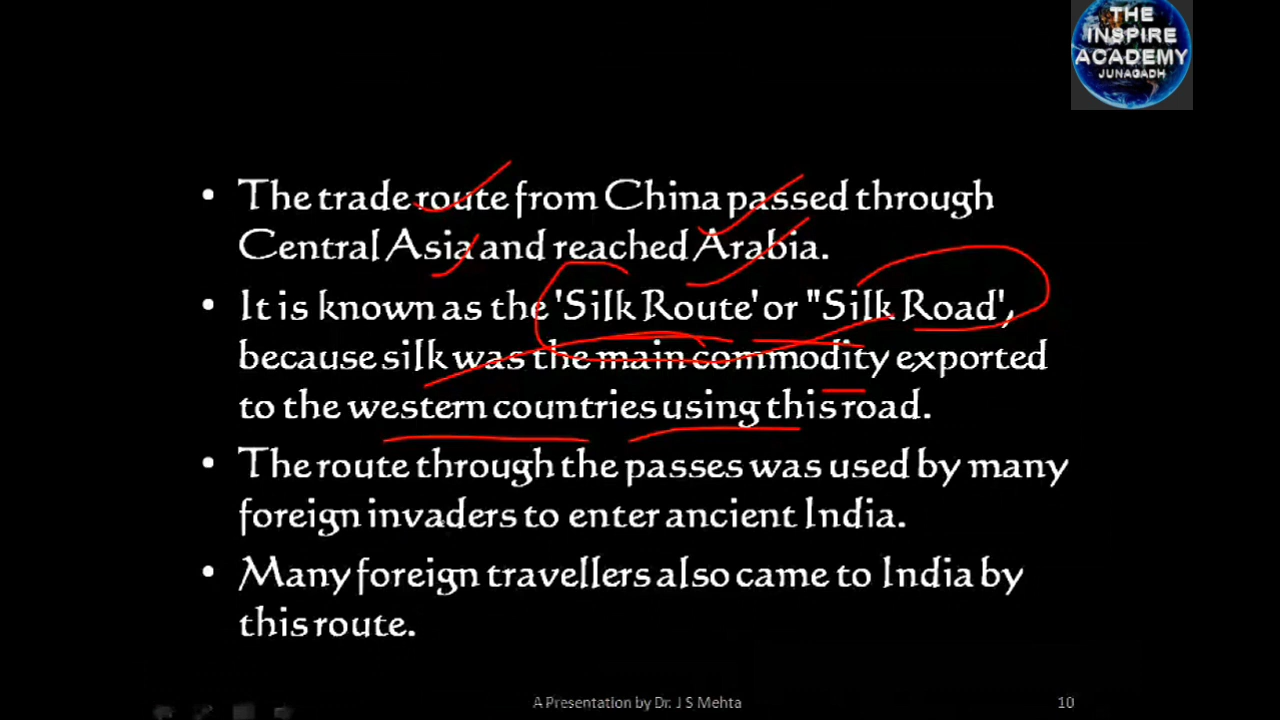 THE
INSPIRE
ACADEMY
JUNAGADH
• The trade route from China passed through
Central Asia and reached Arabia.
• It is known as the 'Silk Route' or "Silk Road',
because silk was the main commodity exported
to the western countries using this road.
• The route through the passes was used by many
foreign invaders to enter ancient India.
• Many foreign travellers also came to India by
this route.
A Presentation by Dr. J S Mehta
10